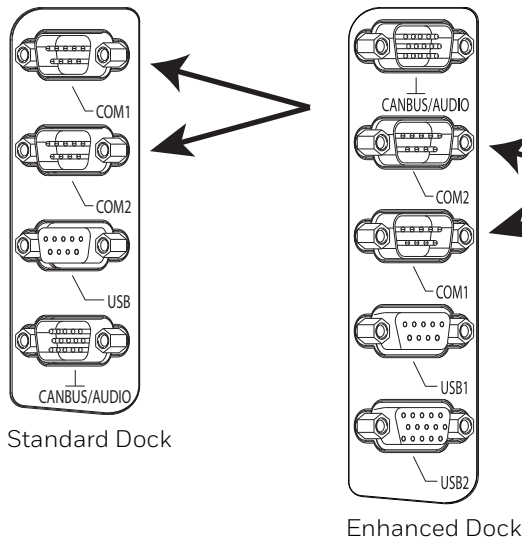 COM1
COM2
USB
CANBUS/AUDIO
Standard Dock
CANBUS/AUDIO
COM2
COM1
USB1
USB2
Enhanced Dock